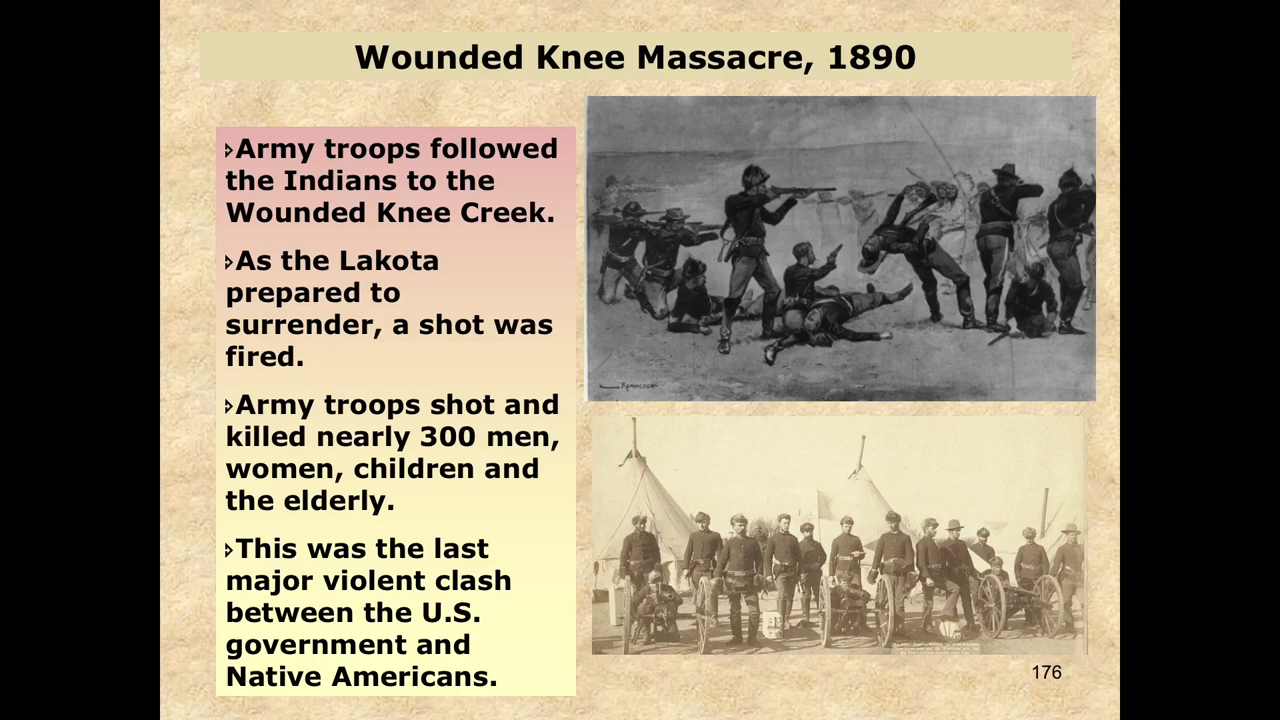 Wounded Knee Massacre, 1890
▹Army troops followed
the Indians to the
Wounded Knee Creek.
▹As the Lakota
prepared to
surrender, a shot was
fired.
▹Army troops shot and
killed nearly 300 men,
women, children and
the elderly.
▹This was the last
major violent clash
between the U.S.
government and
Native Americans.
176